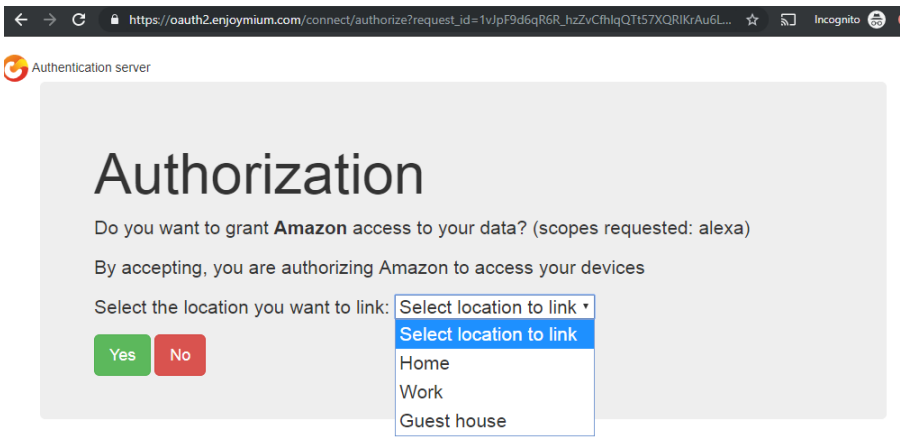 https://oauth2.enjoymium.com/connect/authorize?request_id=1vJpF9d6qR6R_hzZvCfhIqQTt57XQRlKrAu6L... Incognito
Authentication server
Authorization
Do you want to grant Amazon access to your data? (scopes requested: alexa)
By accepting, you are authorizing Amazon to access your devices
Select the location you want to link: Select location to link
Select location to link
Yes No
Home
Work
Guest house